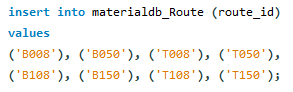 insert into materialdb_Route (route_id)
values
('B008'), ('B050'), ('T008'), ('T050'),
('B108'), ('B150'), ('T108'), ('T150');